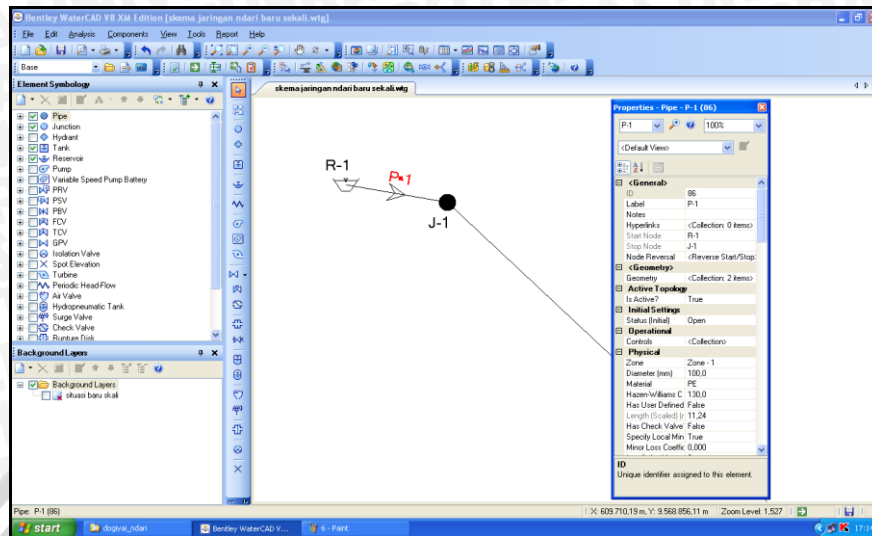 Bentley WaterCAD V8 XM Edition [skema jaringan ndari baru sekali.wtg]
File Edit Analysis Components View Tools Report Help
Base
Element Symbology
skema jaringan ndari baru sekali.wtg
Pipe
Junction
Hydrant
Tank
Reservoir
Pump
Variable Speed Pump Battery
PRV
PSV
PBV
FCV
TCV
GPV
Isolation Valve
Spot Elevation
Turbine
Periodic Head-Flow
Air Valve
Hydropneumatic Tank
Surge Valve
Check Valve
Rupture Disk
Background Layers
Background Layers
situasi baru skali
R-1
P-1
J-1
Properties - Pipe - P-1 (86)
P-1 100%
<Default View>
<General>
ID 86
Label P-1
Notes
Hyperlinks <Collection: 0 items>
Start Node R-1
Stop Node J-1
Node Reversal <Reverse Start/Stop
<Geometry>
Geometry <Collection: 2 items>
Active Topology
Is Active? True
Initial Settings
Status (Initial) Open
Operational
Controls <Collection>
Physical
Zone Zone - 1
Diameter (mm) 100,0
Material PE
Hazen-Williams C 130,0
Has User Defined False
Length (Scaled) 11,24
Has Check Valve False
Specify Local Min True
Minor Loss Coeffic 0,000
ID
Unique identifier assigned to this element.
Pipe: P-1 (86)
X: 609.710,19 m, Y: 9.568.856,11 m Zoom Level: 1,527
start dogiyai_ndari Bentley WaterCAD V... 6 - Paint